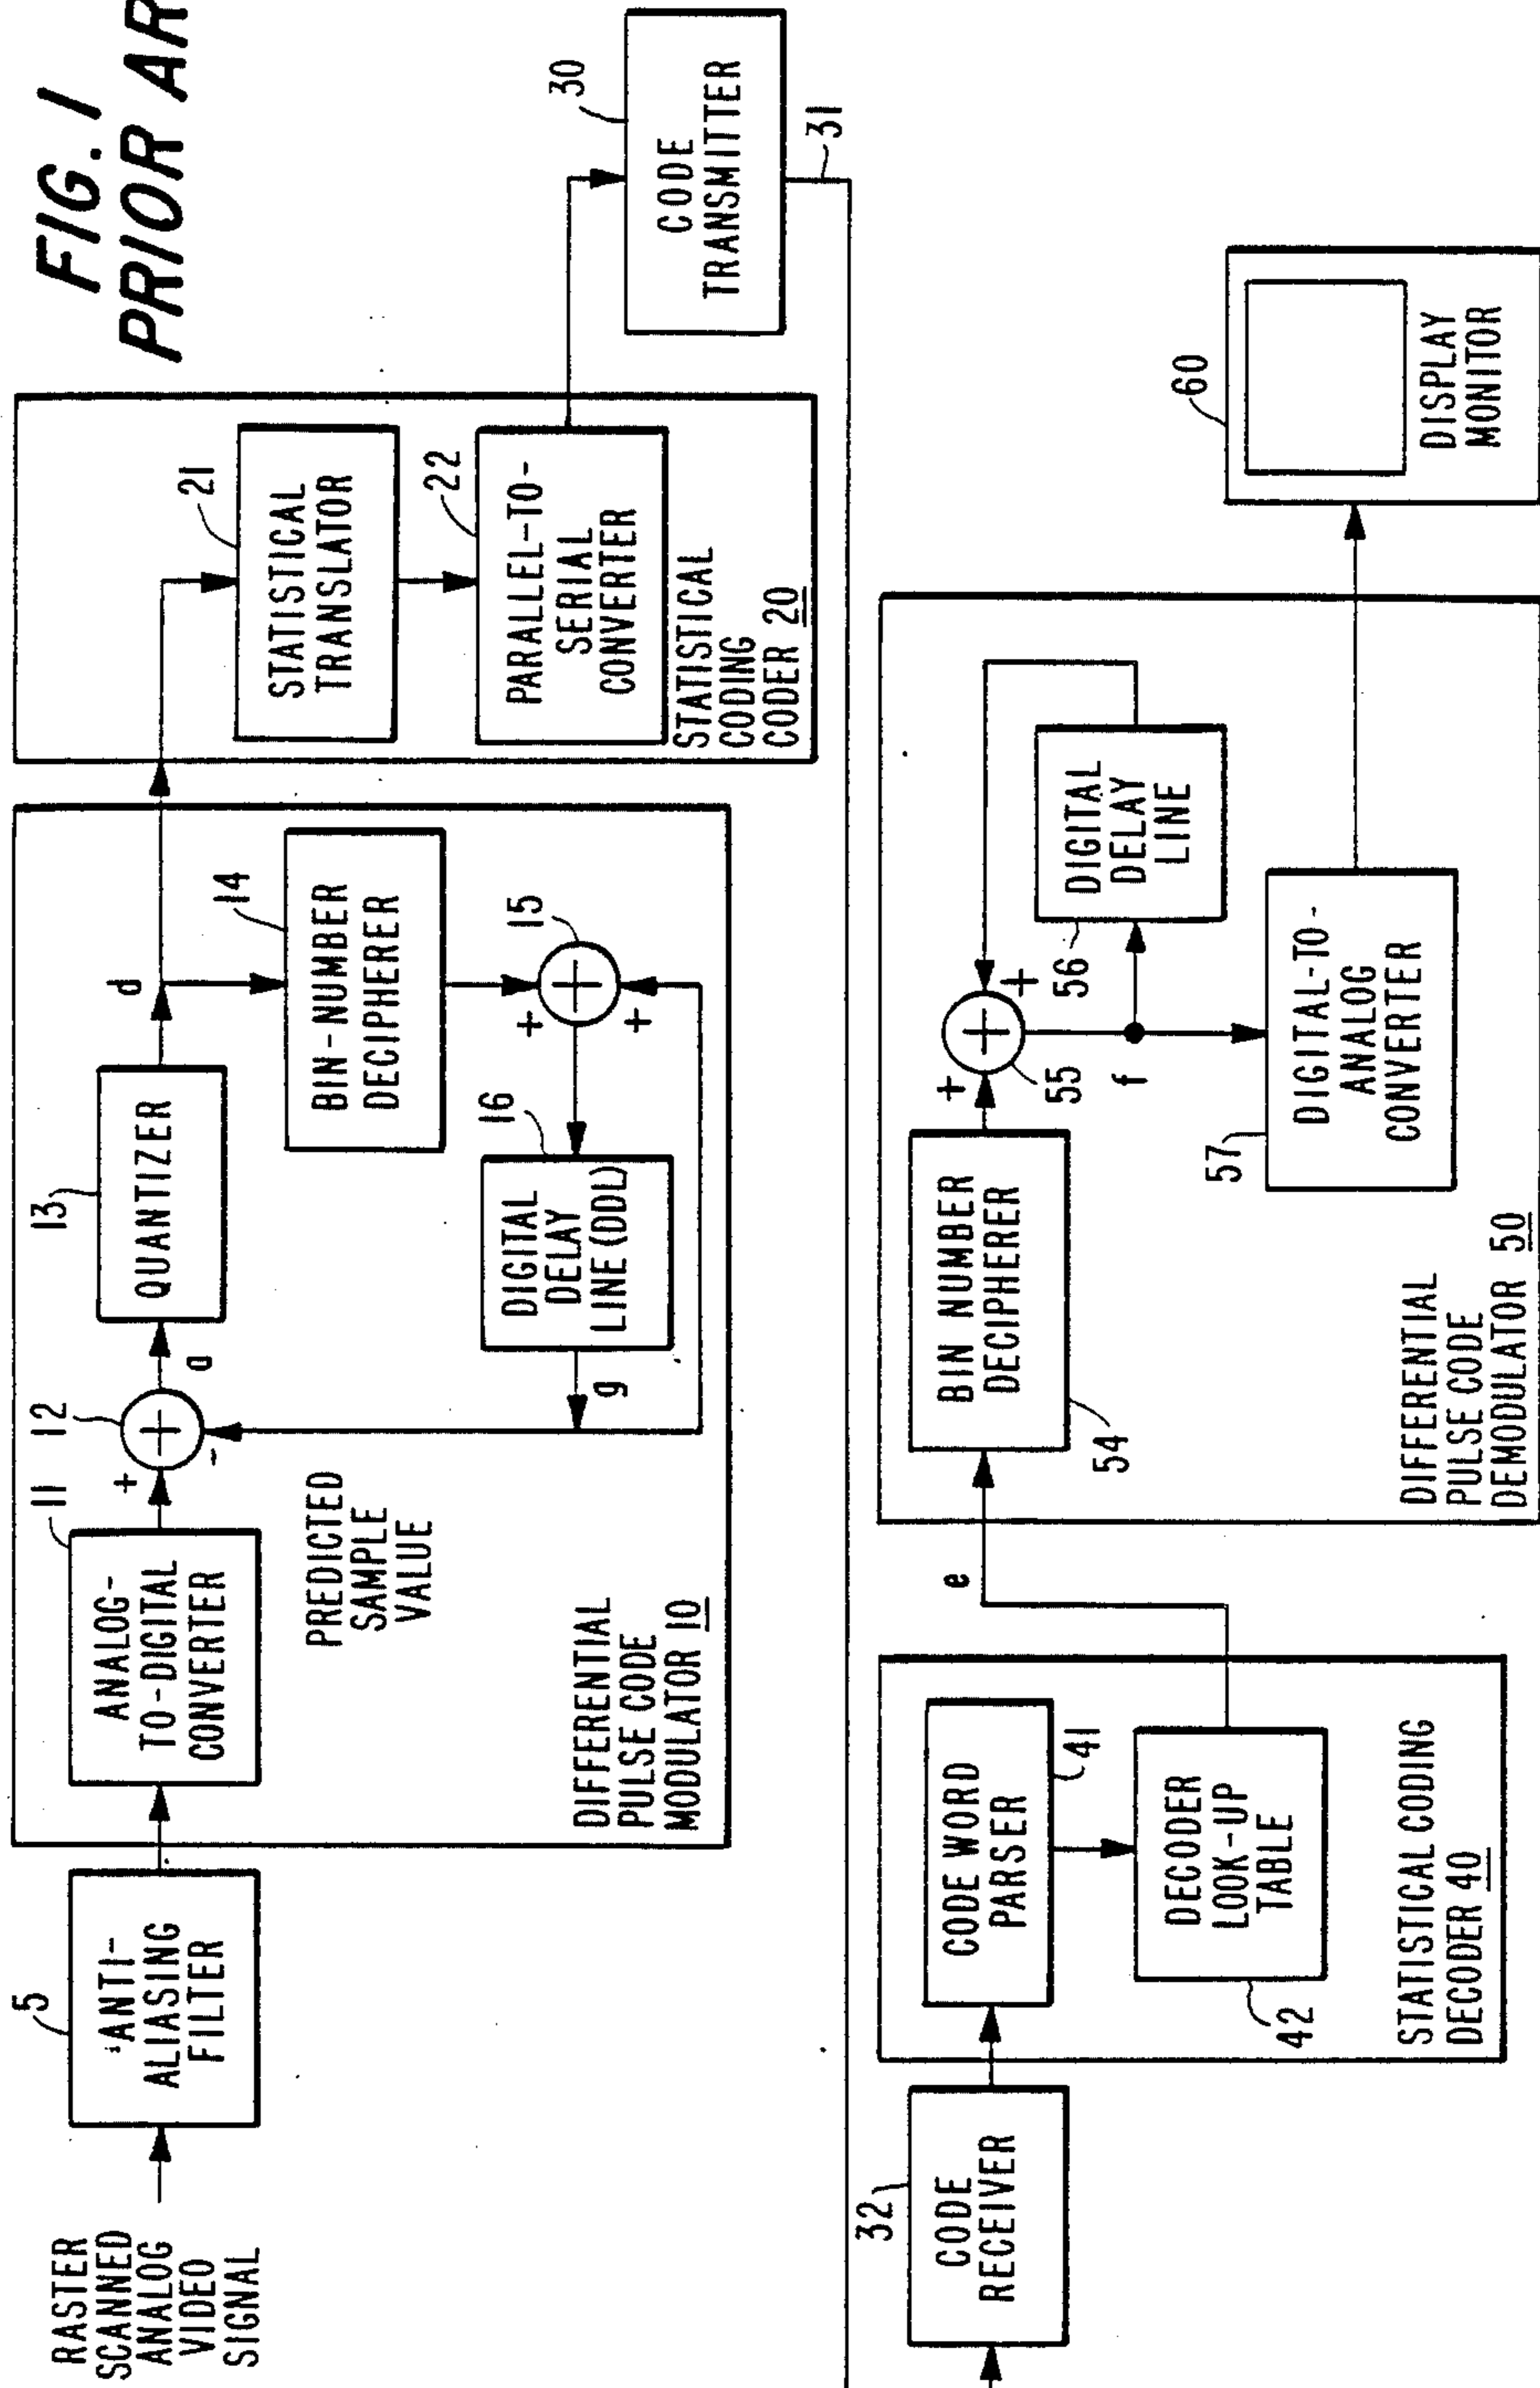 FIG. 1
PRIOR AR
RASTER
SCANNED
ANALOG
VIDEO
SIGNAL
5
ANTI-
ALIASING
FILTER
11
ANALOG-
TO-DIGITAL
CONVERTER
12
+
-
a
13
QUANTIZER
d
14
BIN-NUMBER
DECIPHERER
15
+
+
16
DIGITAL
DELAY
LINE (DDL)
g
PREDICTED
SAMPLE
VALUE
DIFFERENTIAL
PULSE CODE
MODULATOR 10
21
STATISTICAL
TRANSLATOR
22
PARALLEL-TO-
SERIAL
CONVERTER
STATISTICAL
CODING
CODER 20
30
CODE
TRANSMITTER
31
32
CODE
RECEIVER
CODE WORD
PARSER
41
DECODER
LOOK-UP
TABLE
42
STATISTICAL CODING
DECODER 40
e
BIN NUMBER
DECIPHERER
54
+
+
55
f
56
DIGITAL
DELAY
LINE
57
DIGITAL-TO-
ANALOG
CONVERTER
DIFFERENTIAL
PULSE CODE
DEMODULATOR 50
60
DISPLAY
MONITOR